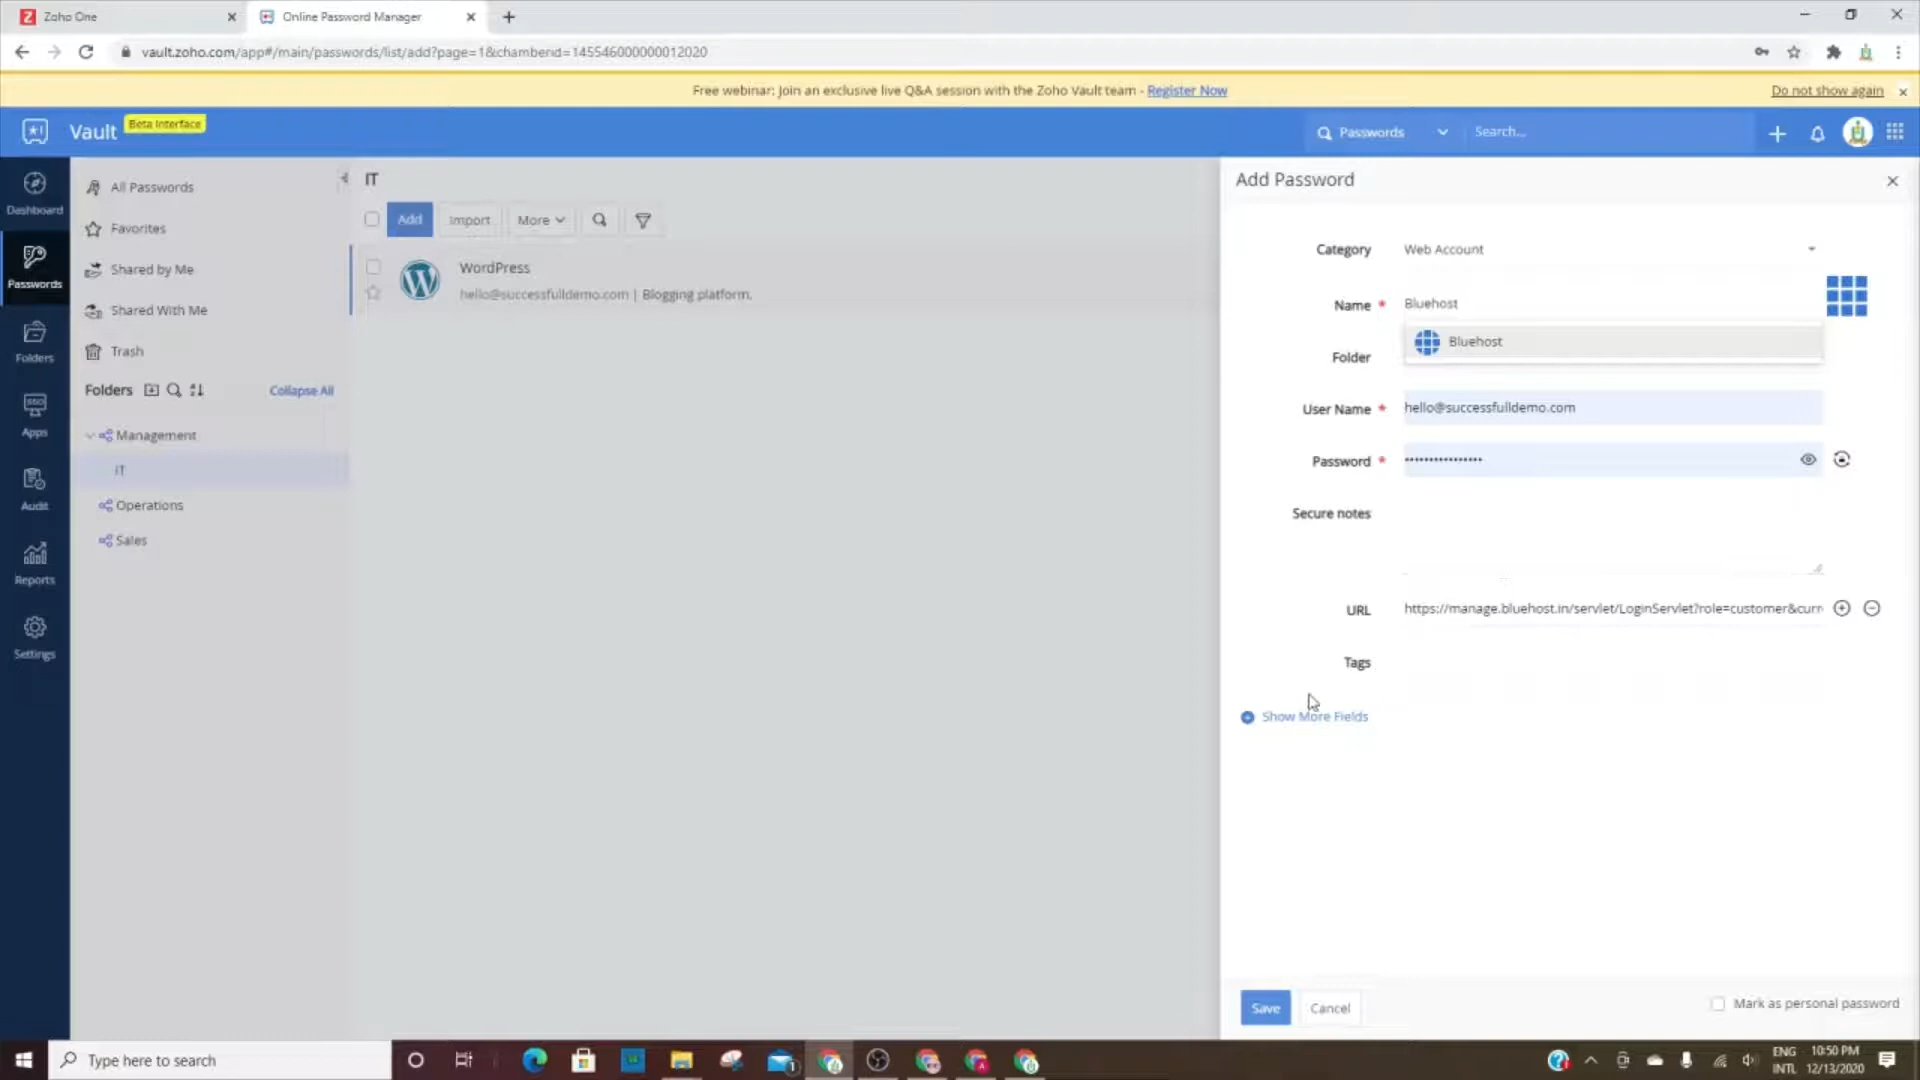 Zoho One
Online Password Manager
vault.zoho.com/app#/main/passwords/list/add?page=1&chamberid=145546000000012020
Free webinar: Join an exclusive live Q&A session with the Zoho Vault team - Register Now
Do not show again
Vault
Beta Interface
Passwords
Search...
Dashboard
Passwords
Folders
Apps
Audit
Reports
Settings
All Passwords
Favorites
Shared by Me
Shared With Me
Trash
Folders
Collapse All
Management
IT
Operations
Sales
IT
Add
Import
More
WordPress
hello@successfulldemo.com | Blogging platform.
Add Password
Category
Web Account
Name *
Bluehost
Bluehost
Folder
User Name *
hello@successfulldemo.com
Password *
••••••••••••••••
Secure notes
URL
https://manage.bluehost.in/servlet/LoginServlet?role=customer&curr
Tags
Show More Fields
Save
Cancel
Mark as personal password
Type here to search
ENG
INTL
10:50 PM
12/13/2020